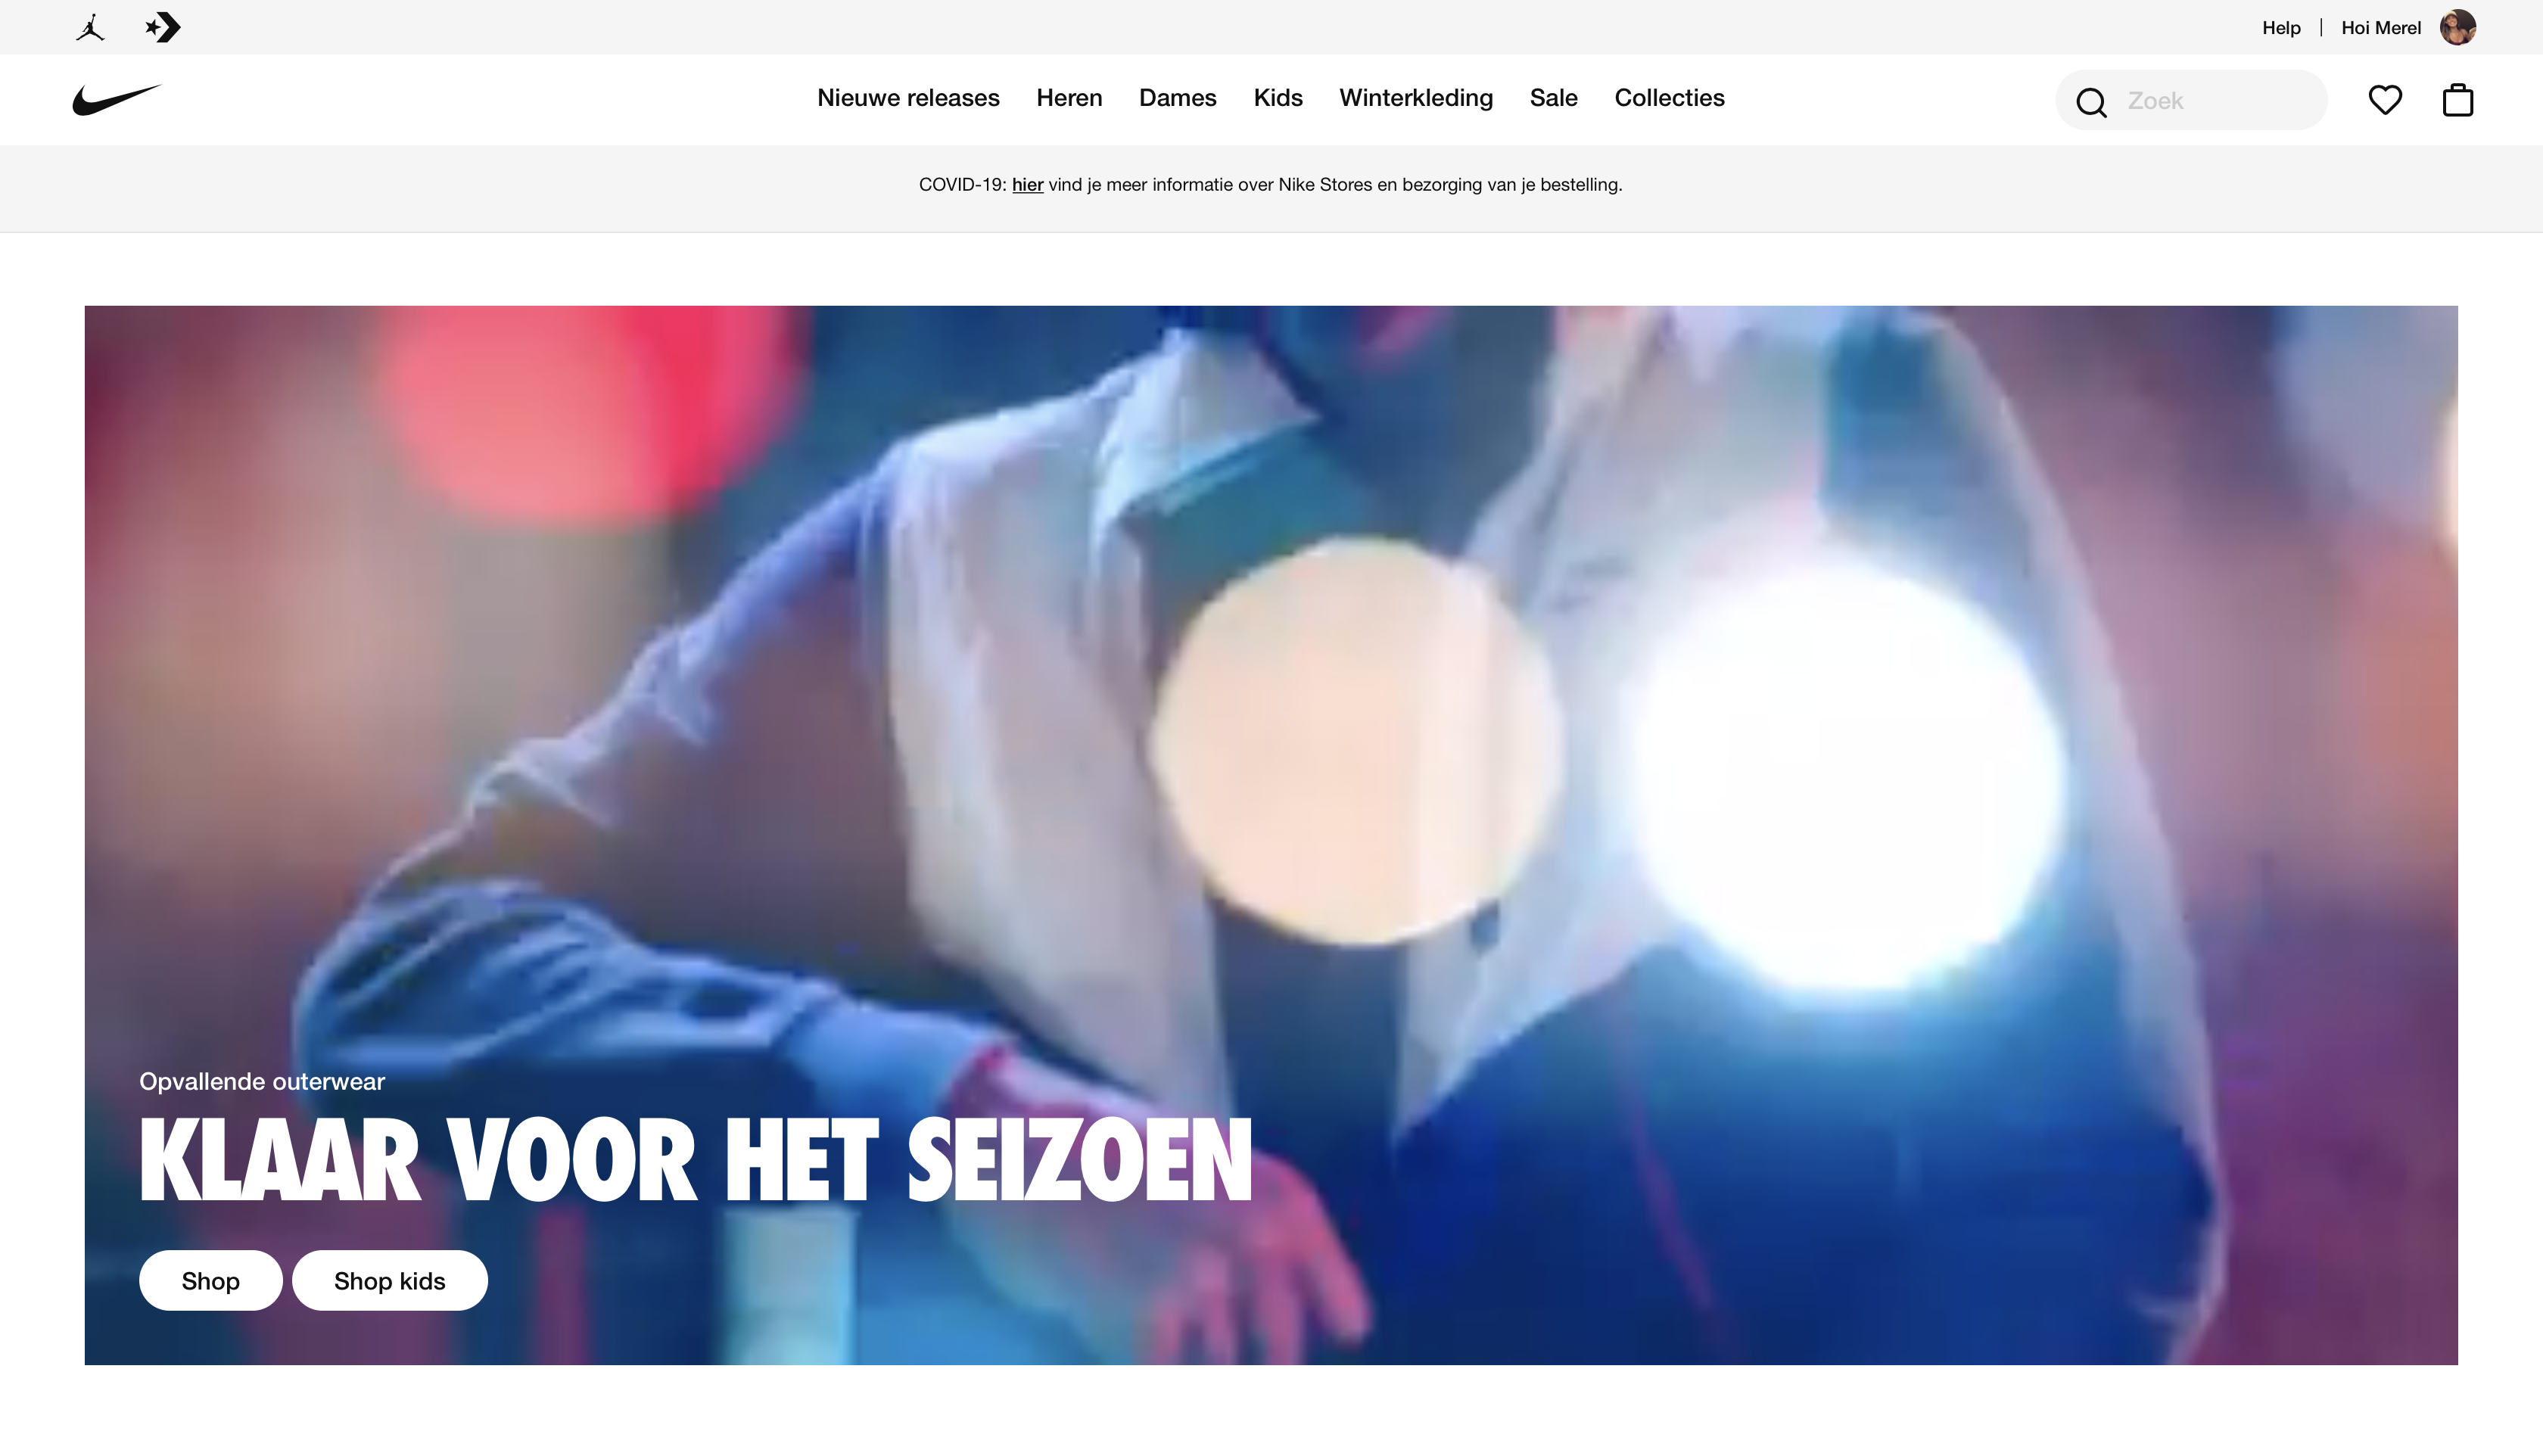 Help | Hoi Merel
Nieuwe releases Heren Dames Kids Winterkleding Sale Collecties Zoek
COVID-19: hier vind je meer informatie over Nike Stores en bezorging van je bestelling.
Opvallende outerwear
KLAAR VOOR HET SEIZOEN
Shop Shop kids